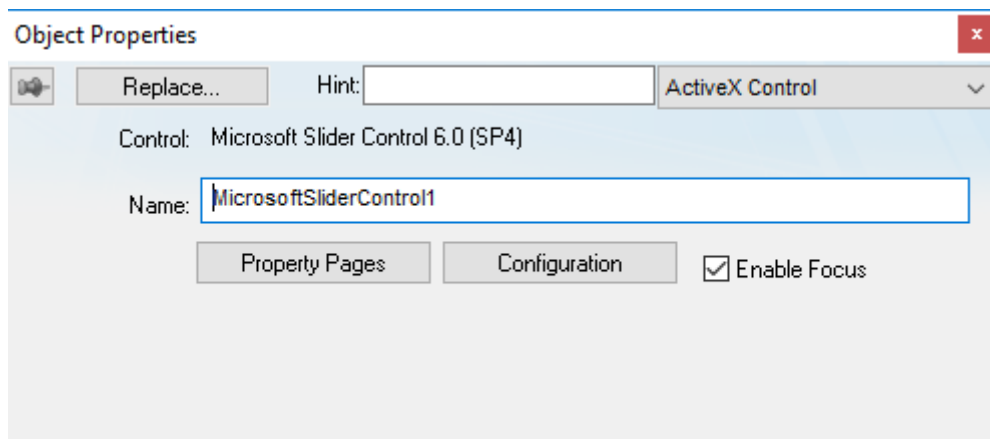 Object Properties
x
Replace... Hint: ActiveX Control
Control: Microsoft Slider Control 6.0 (SP4)
Name: MicrosoftSliderControl1
Property Pages Configuration Enable Focus